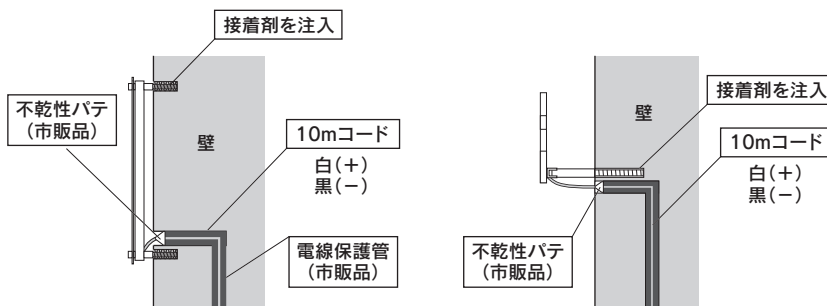 接着剤を注入
不乾性パテ
（市販品）
壁
10mコード
白（＋）
黒（－）
電線保護管
（市販品）
接着剤を注入
壁
10mコード
白（＋）
黒（－）
不乾性パテ
（市販品）